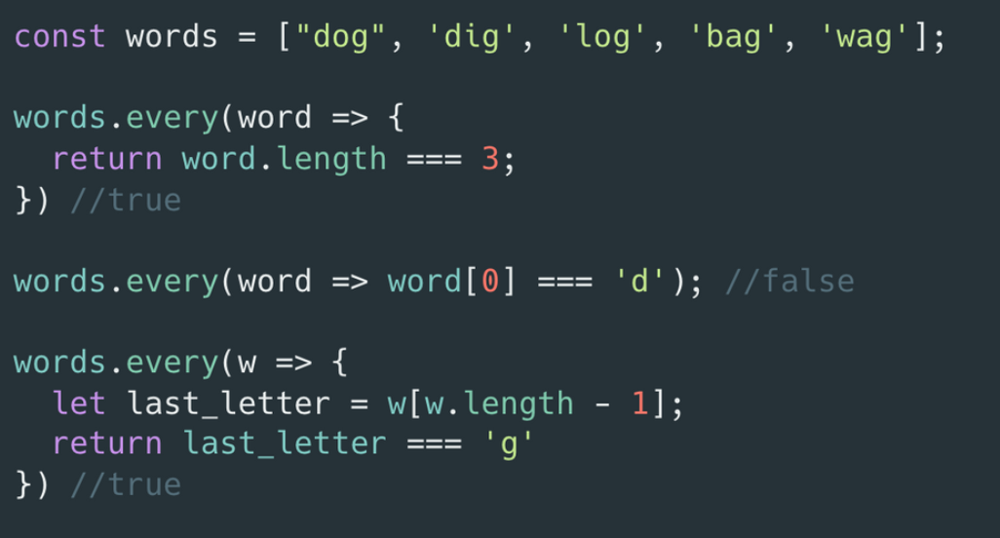 const words = ["dog", 'dig', 'log', 'bag', 'wag'];
words.every(word => {
  return word.length === 3;
}) //true
words.every(word => word[0] === 'd'); //false
words.every(w => {
  let last_letter = w[w.length - 1];
  return last_letter === 'g'
}) //true